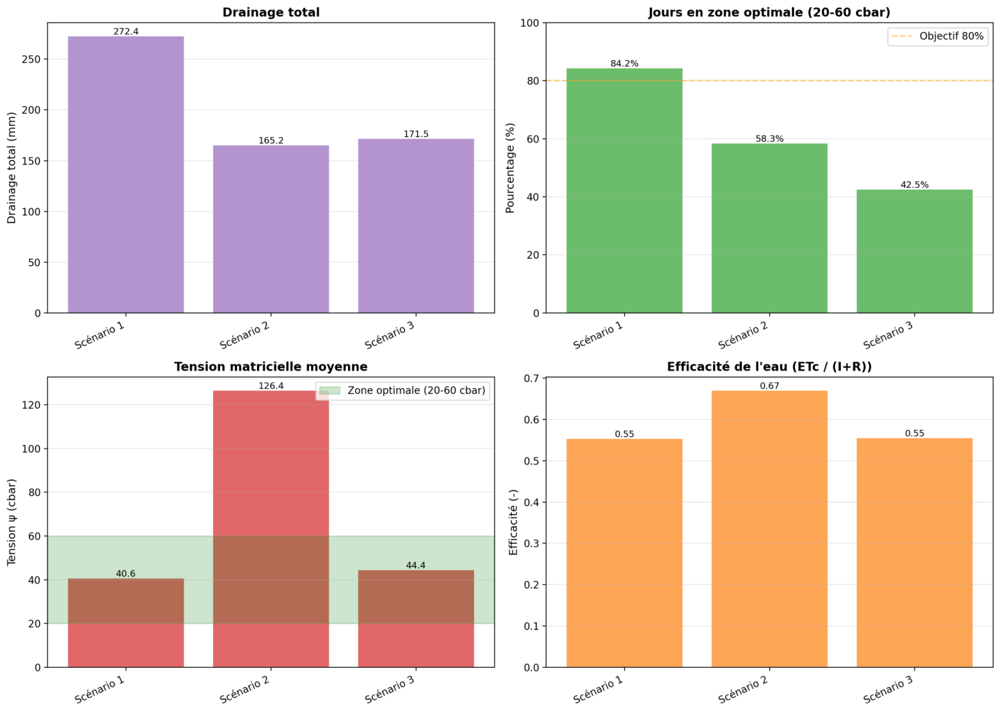 Drainage total
Drainage total (mm)
250
200
150
100
50
0
272.4
165.2
171.5
Scénario 1
Scénario 2
Scénario 3
Jours en zone optimale (20-60 cbar)
Pourcentage (%)
100
80
60
40
20
0
Objectif 80%
84.2%
58.3%
42.5%
Scénario 1
Scénario 2
Scénario 3
Tension matricielle moyenne
Tension ψ (cbar)
120
100
80
60
40
20
0
Zone optimale (20-60 cbar)
40.6
126.4
44.4
Scénario 1
Scénario 2
Scénario 3
Efficacité de l'eau (ETc / (I+R))
Efficacité (-)
0.7
0.6
0.5
0.4
0.3
0.2
0.1
0.0
0.55
0.67
0.55
Scénario 1
Scénario 2
Scénario 3